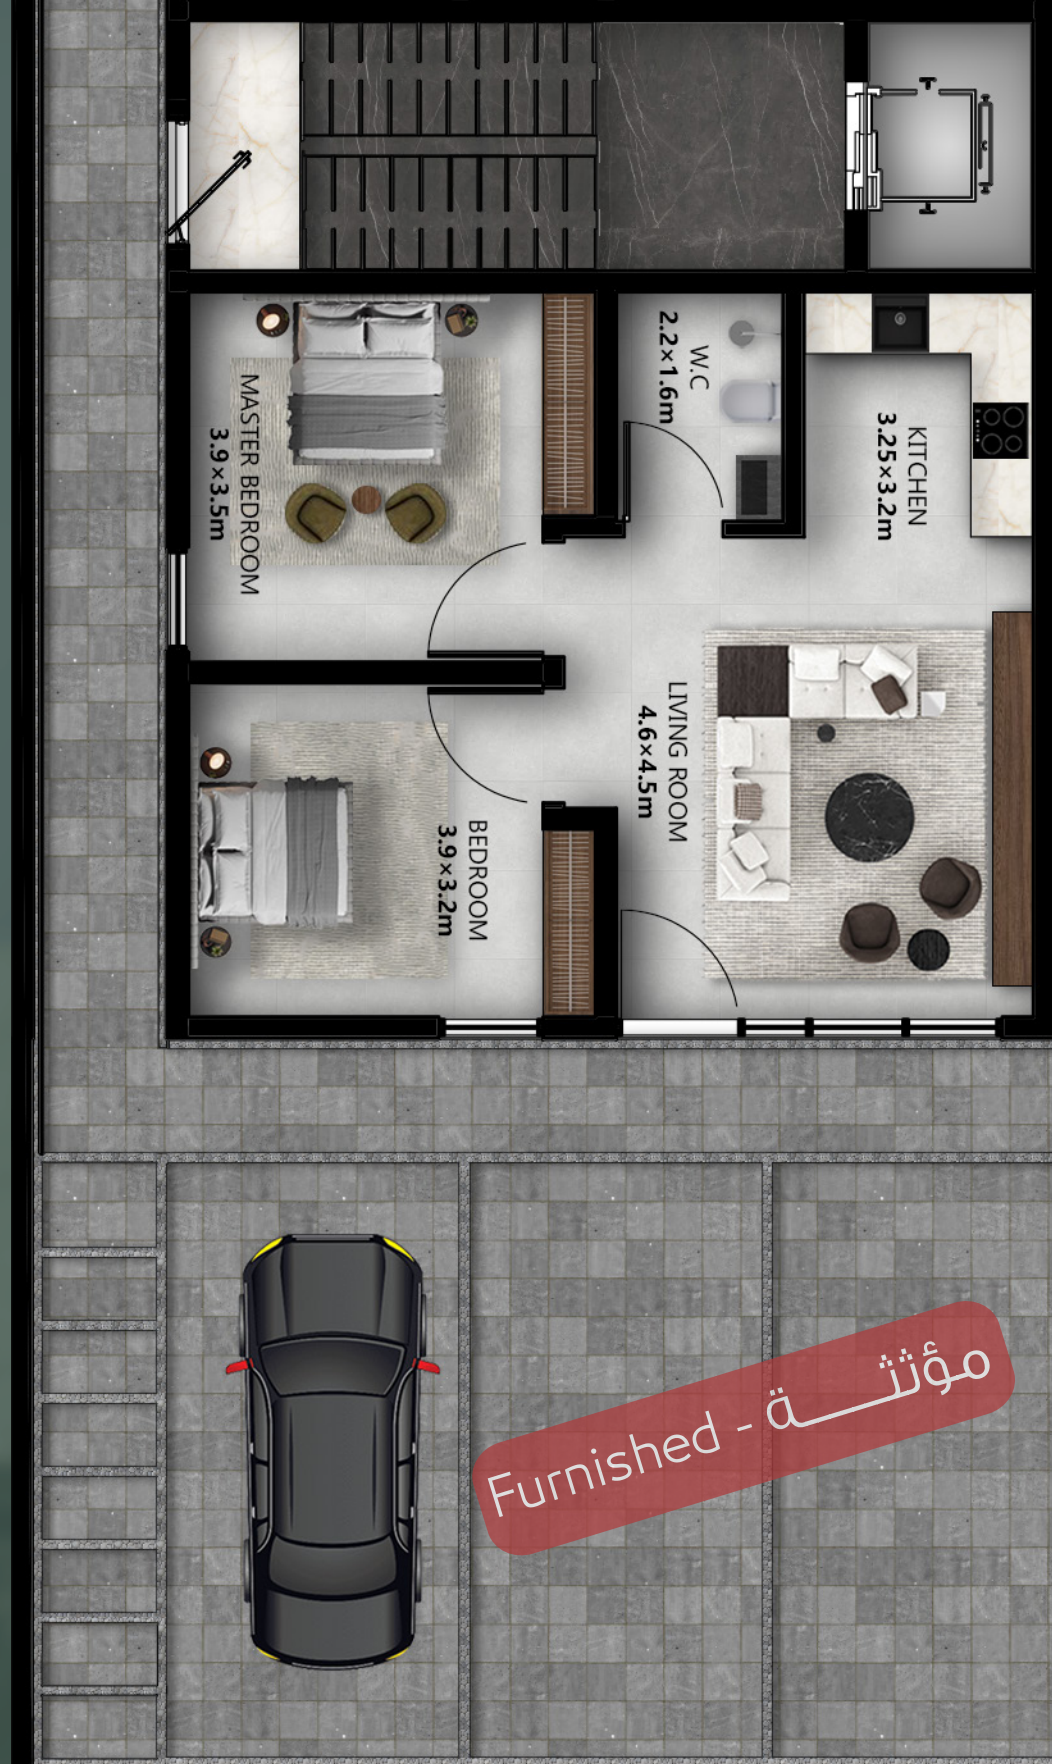 W.C
2.2×1.6m
KITCHEN
3.25×3.2m
MASTER BEDROOM
3.9×3.5m
LIVING ROOM
4.6×4.5m
BEDROOM
3.9×3.2m
Furnished - مؤثثـــــة